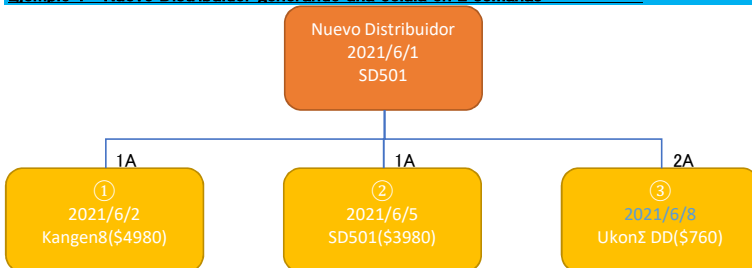 Nuevo Distribuidor
2021/6/1
SD501
1A
1A
2A
①
2021/6/2
Kangen8($4980)
②
2021/6/5
SD501($3980)
③
2021/6/8
UkonΣ DD($760)